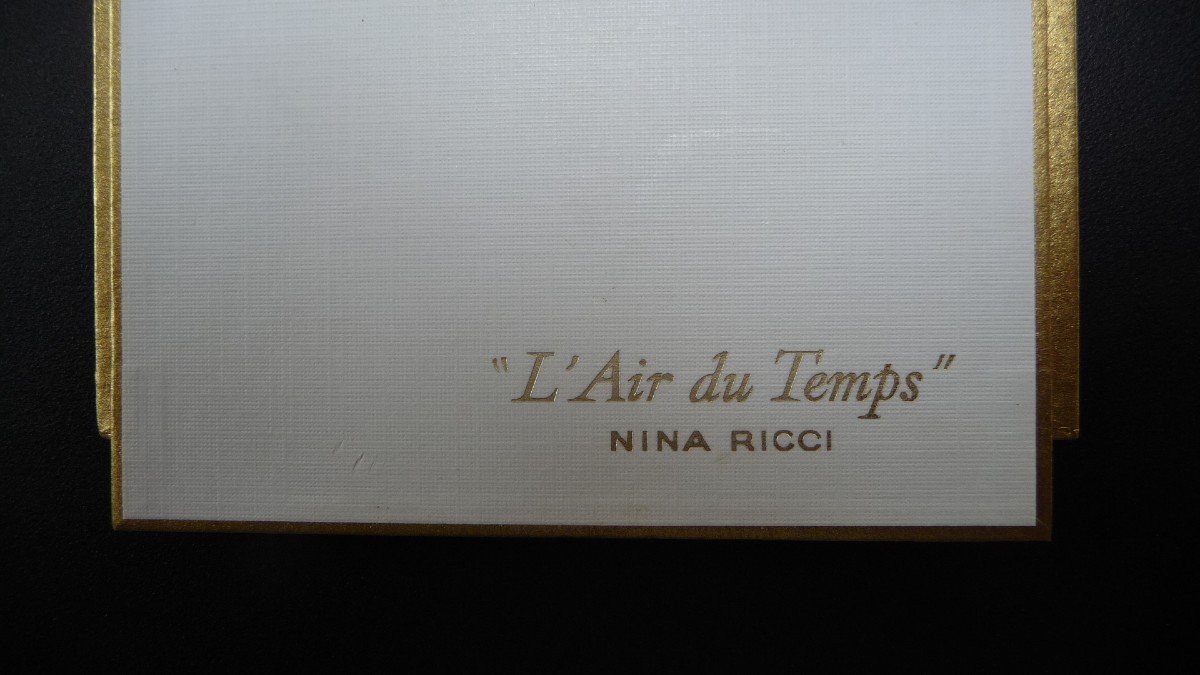 "L'Air du Temps"
NINA RICCI